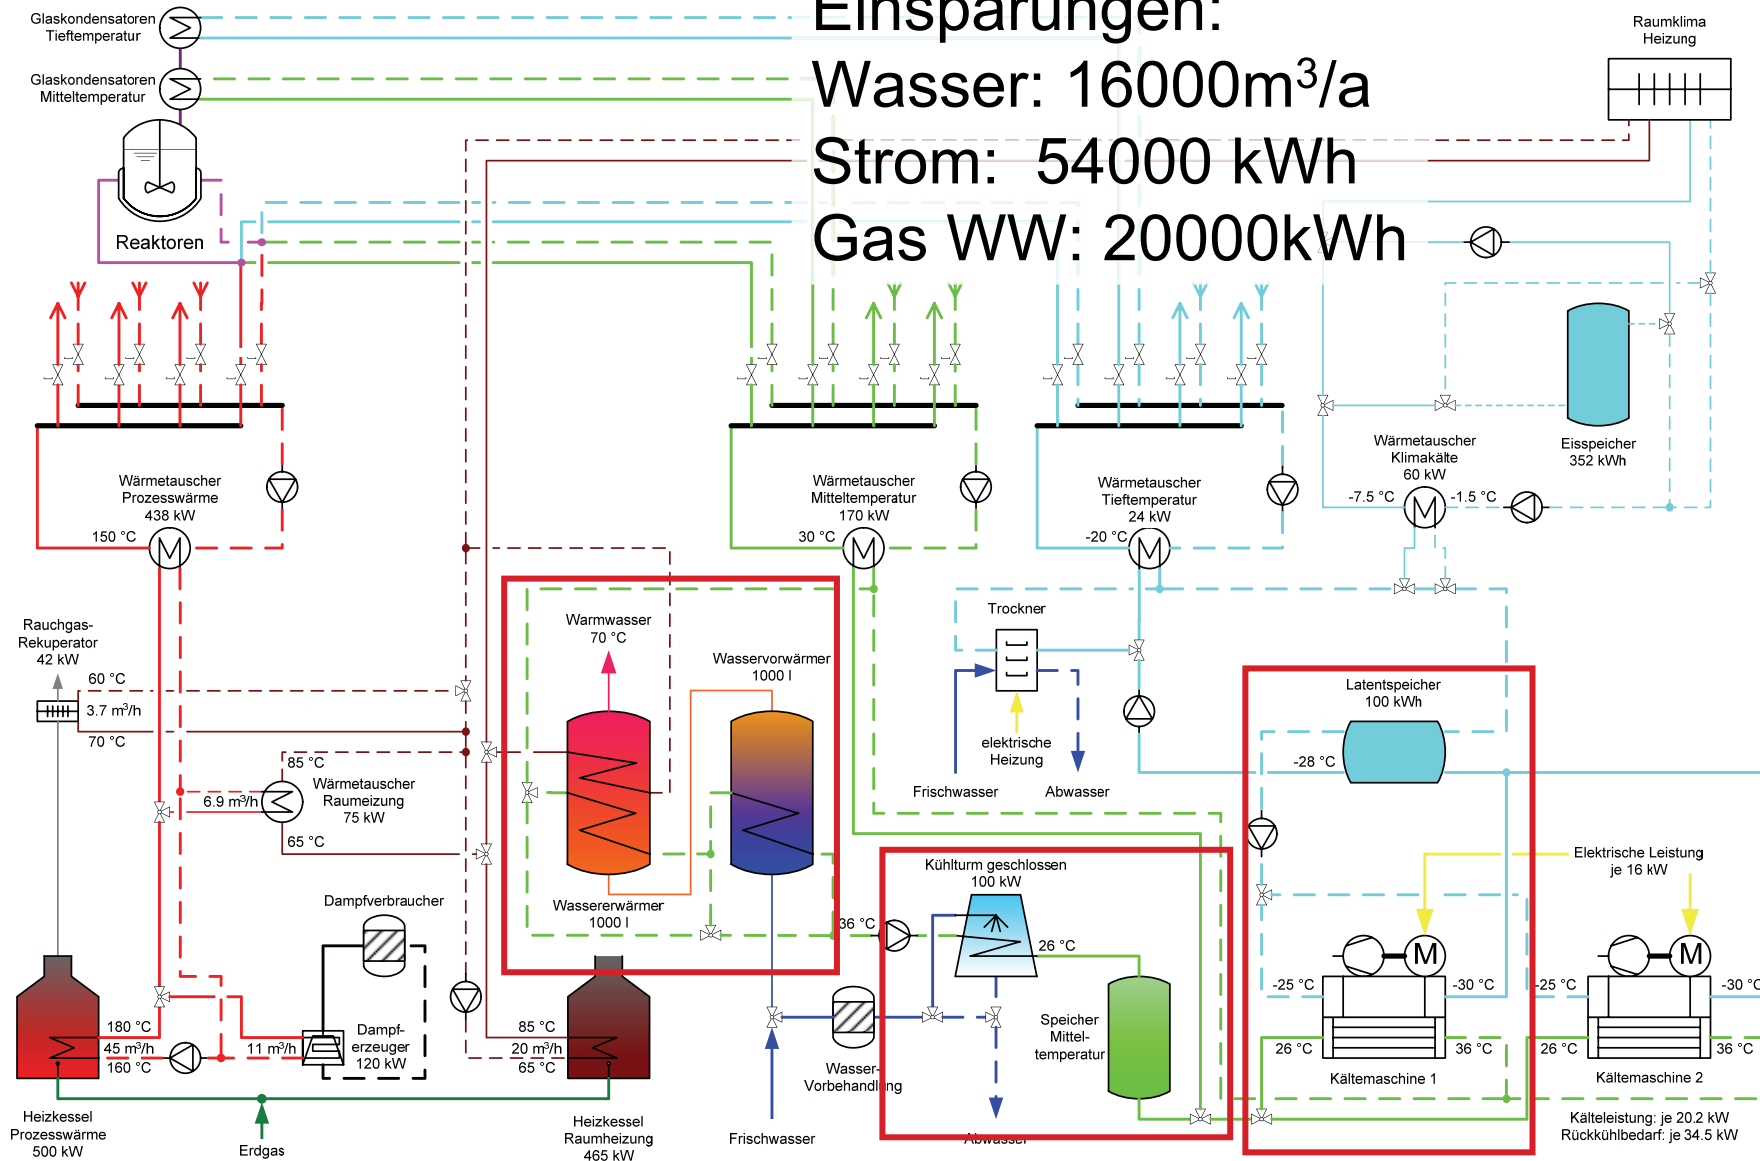 Einsparungen:
Wasser: 16000m³/a
Strom: 54000 kWh
Gas WW: 20000kWh
Glaskondensatoren
Tieftemperatur
Glaskondensatoren
Mitteltemperatur
Reaktoren
Raumklima
Heizung
Wärmetauscher
Prozesswärme
438 kW
150 °C
Wärmetauscher
Mitteltemperatur
170 kW
30 °C
Wärmetauscher
Tieftemperatur
24 kW
-20 °C
Wärmetauscher
Klimakälte
60 kW
-7.5 °C
-1.5 °C
Eisspeicher
352 kWh
Rauchgas-
Rekuperator
42 kW
60 °C
3.7 m³/h
70 °C
85 °C
6.9 m³/h
65 °C
Wärmetauscher
Raumeizung
75 kW
Warmwasser
70 °C
Wasservorwärmer
1000 l
Wassererwärmer
1000 l
Trockner
elektrische
Heizung
Frischwasser
Abwasser
Latentspeicher
100 kWh
-28 °C
Elektrische Leistung
je 16 kW
Kühlturm geschlossen
100 kW
36 °C
26 °C
Speicher
Mittel-
temperatur
Dampfverbraucher
Dampf-
erzeuger
120 kW
11 m³/h
180 °C
45 m³/h
160 °C
Heizkessel
Prozesswärme
500 kW
Erdgas
85 °C
20 m³/h
65 °C
Heizkessel
Raumheizung
465 kW
Wasser-
Vorbehandlung
Frischwasser
Abwasser
M
-25 °C
-30 °C
26 °C
36 °C
Kältemaschine 1
M
-25 °C
-30 °C
26 °C
36 °C
Kältemaschine 2
Kälteleistung: je 20.2 kW
Rückkühlbedarf: je 34.5 kW